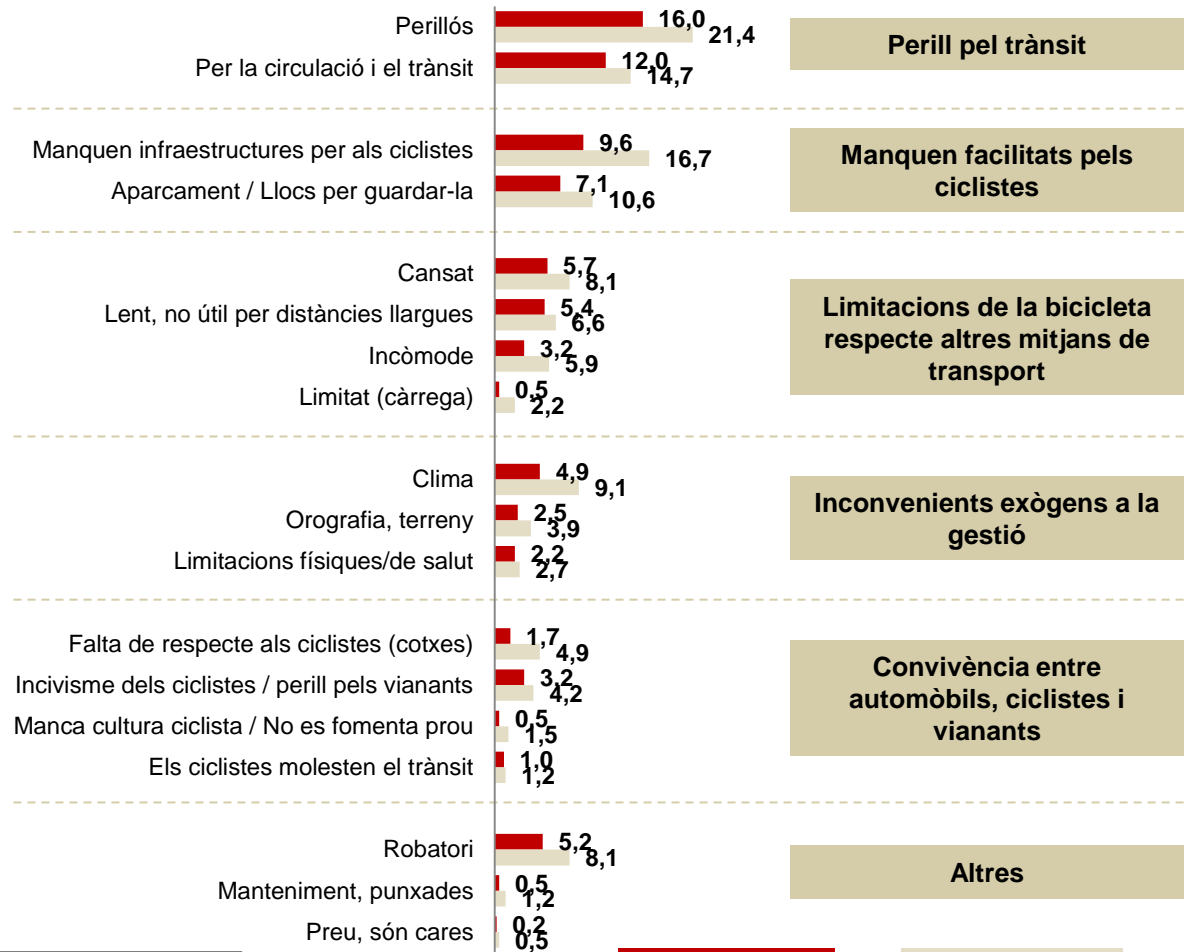 Perillós
16,0
21,4
Per la circulació i el trànsit
12,0
14,7
Perill pel trànsit
Manquen infraestructures per als ciclistes
9,6
16,7
Aparcament / Llocs per guardar-la
7,1
10,6
Manquen facilitats pels
ciclistes
Cansat
5,7
8,1
Lent, no útil per distàncies llargues
5,4
6,6
Incòmode
3,2
5,9
Limitat (càrrega)
0,5
2,2
Limitacions de la bicicleta
respecte altres mitjans de
transport
Clima
4,9
9,1
Orografia, terreny
2,5
3,9
Limitacions físiques/de salut
2,2
2,7
Inconvenients exògens a la
gestió
Falta de respecte als ciclistes (cotxes)
1,7
4,9
Incivisme dels ciclistes / perill pels vianants
3,2
4,2
Manca cultura ciclista / No es fomenta prou
0,5
1,5
Els ciclistes molesten el trànsit
1,0
1,2
Convivència entre
automòbils, ciclistes i
vianants
Robatori
5,2
8,1
Manteniment, punxades
0,5
1,2
Preu, són cares
0,2
0,5
Altres